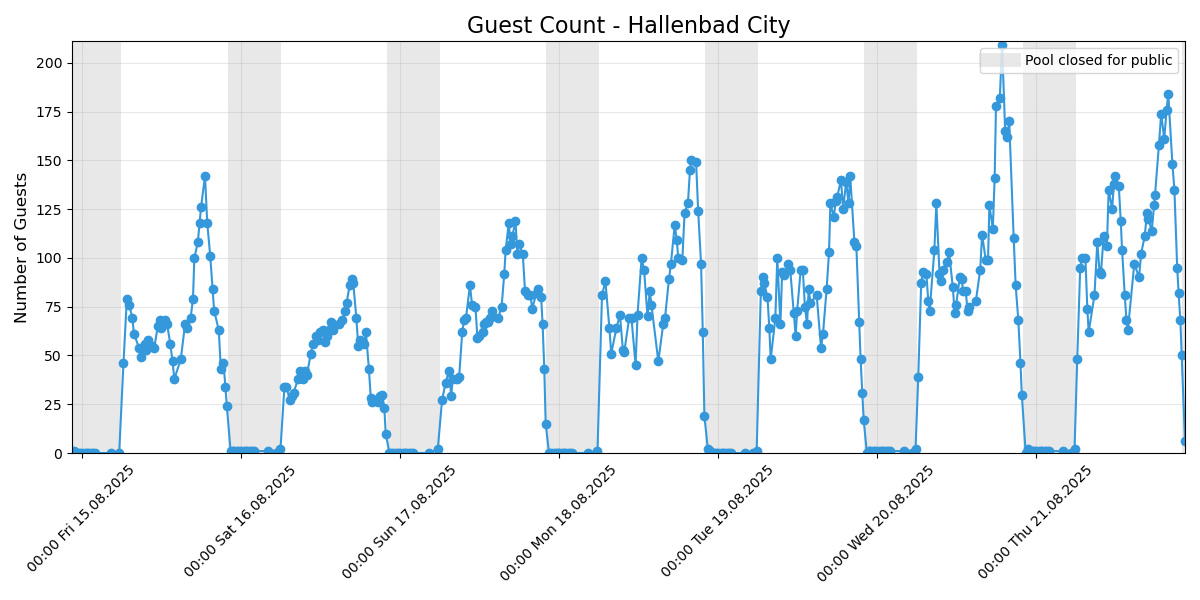 Guest Count - Hallenbad City
Number of Guests
200
175
150
125
100
75
50
25
0
Pool closed for public
00:00 Fri 15.08.2025
00:00 Sat 16.08.2025
00:00 Sun 17.08.2025
00:00 Mon 18.08.2025
00:00 Tue 19.08.2025
00:00 Wed 20.08.2025
00:00 Thu 21.08.2025